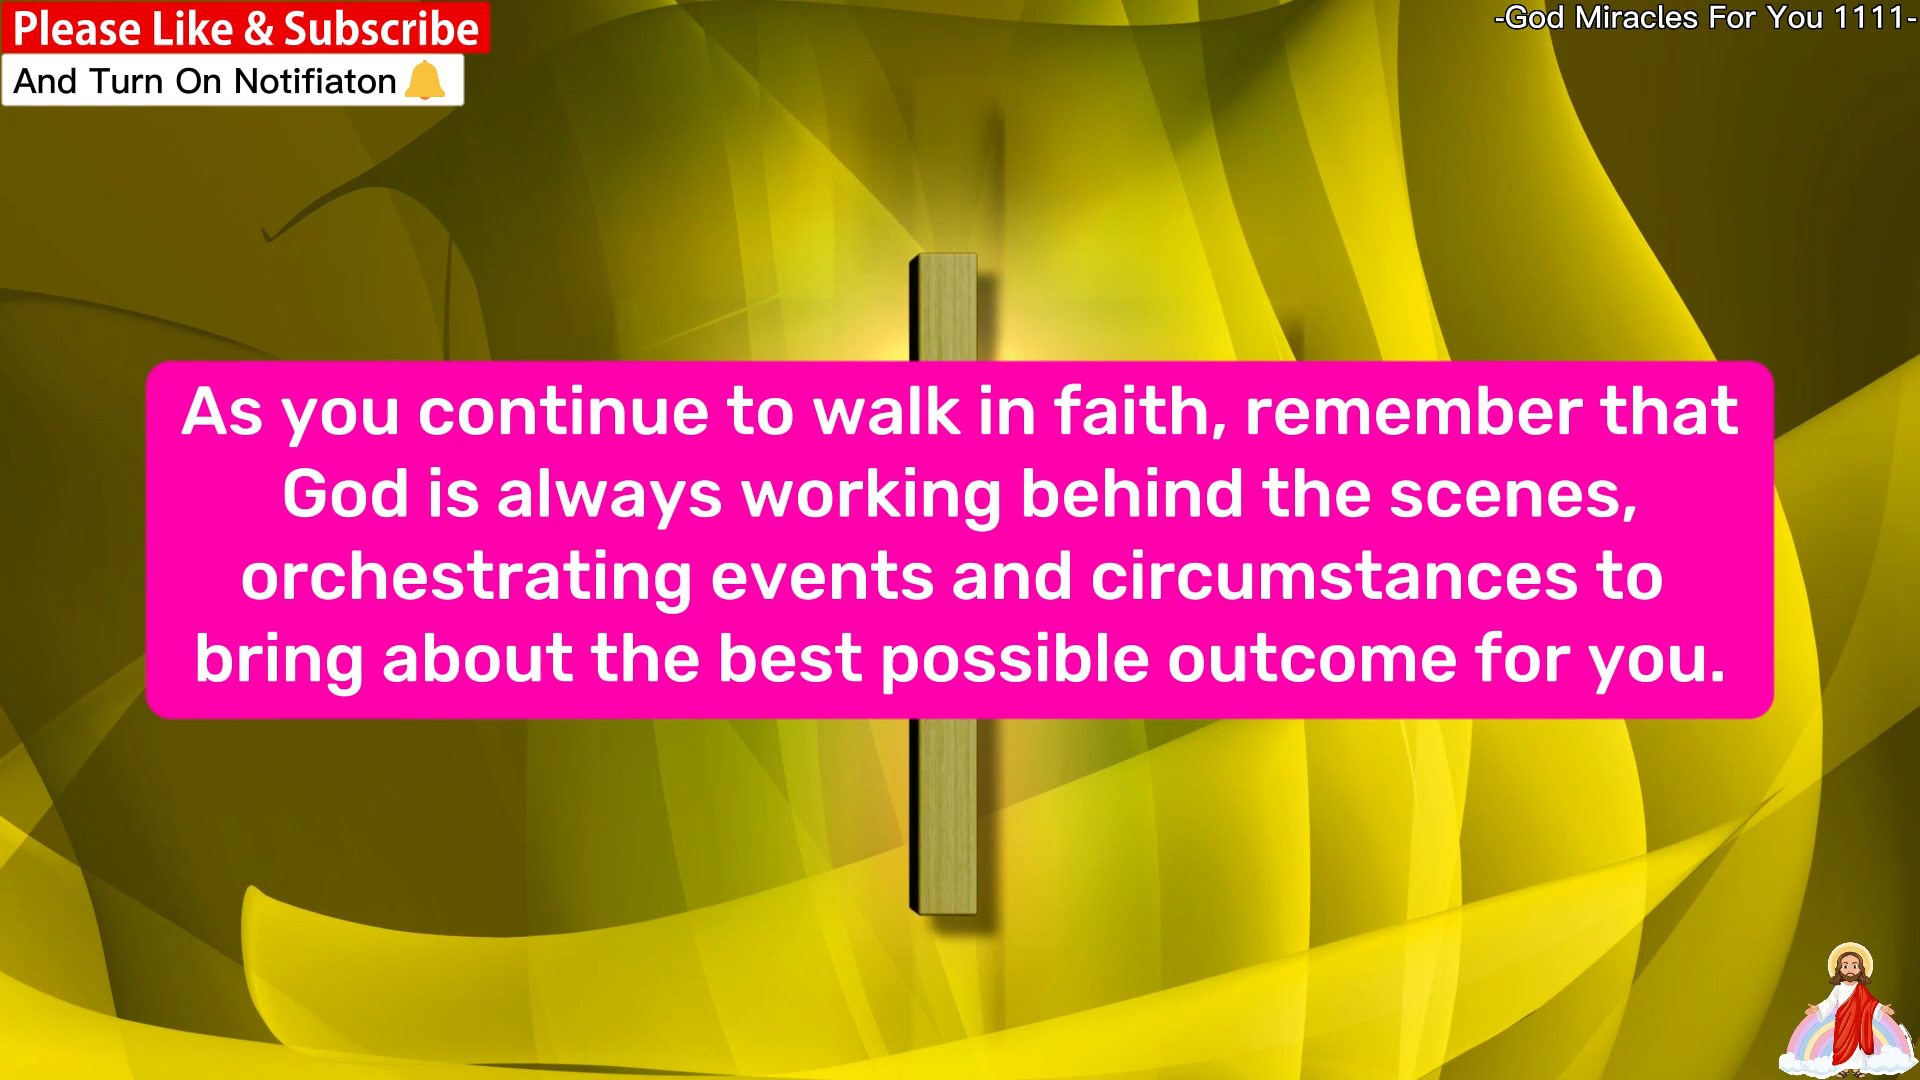 Please Like & Subscribe
And Turn On Notifiaton
-God Miracles For You 1111-
As you continue to walk in faith, remember that
God is always working behind the scenes,
orchestrating events and circumstances to
bring about the best possible outcome for you.